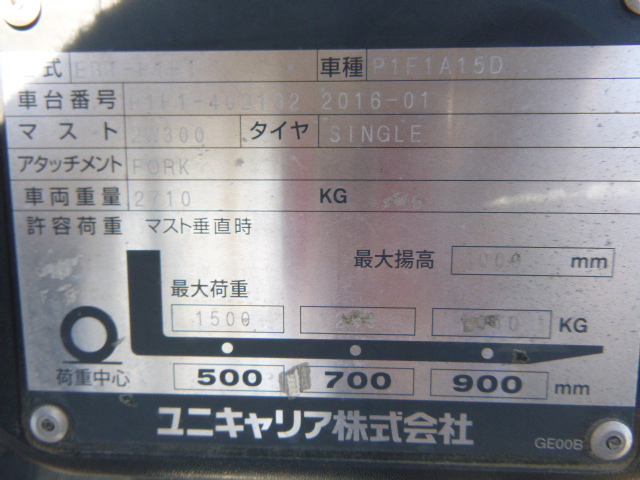 式 車種 P1F1A15D
車台番号 2016-01
マスト 2W300 タイヤ SINGLE
アタッチメント FORK
車両重量 2710 KG
許容荷重 マスト垂直時
最大揚高 mm
最大荷重
1500 KG
荷重中心 500 700 900 mm
ユニキャリア株式会社
GE00B